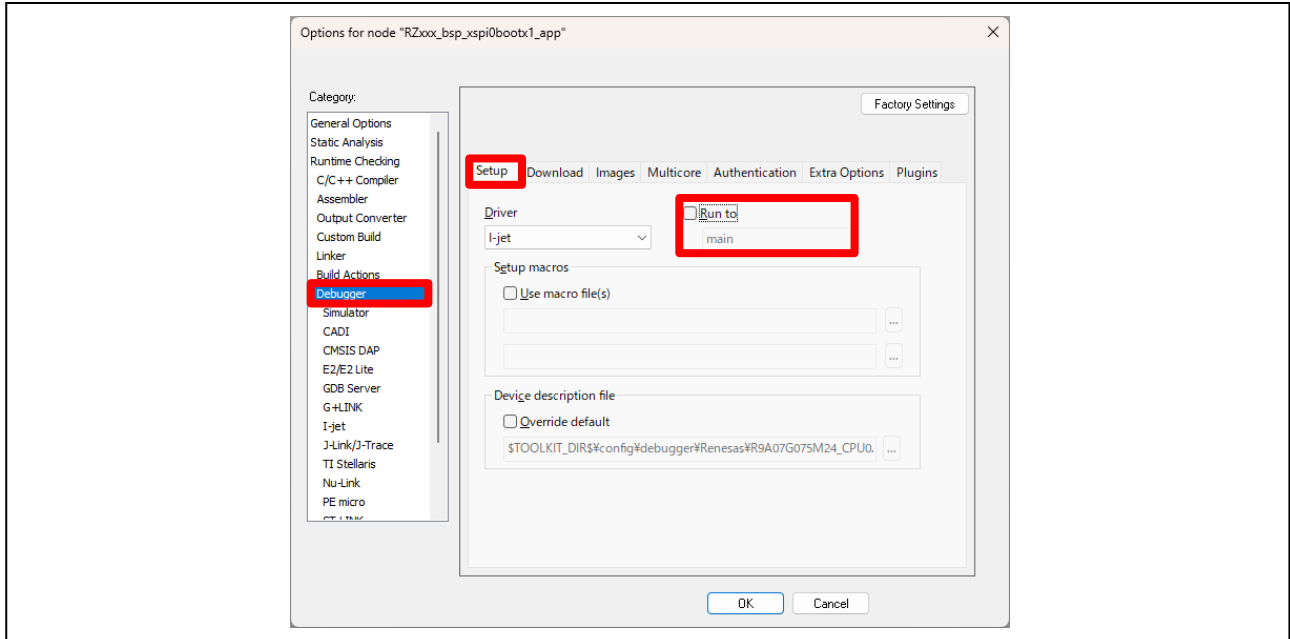 Options for node "RZxxx_bsp_xspi0bootx1_app"
Category:
Factory Settings
General Options
Static Analysis
Runtime Checking
C/C++ Compiler
Assembler
Output Converter
Custom Build
Linker
Build Actions
Debugger
Simulator
CADI
CMSIS DAP
E2/E2 Lite
GDB Server
G+LINK
I-jet
J-Link/J-Trace
TI Stellaris
Nu-Link
PE micro
Setup Download Images Multicore Authentication Extra Options Plugins
Driver
I-jet
Run to
main
Setup macros
Use macro file(s)
...
...
Device description file
Override default
$TOOLKIT_DIR$¥config¥debugger¥Renesas¥R9A07G075M24_CPU0.
...
OK Cancel